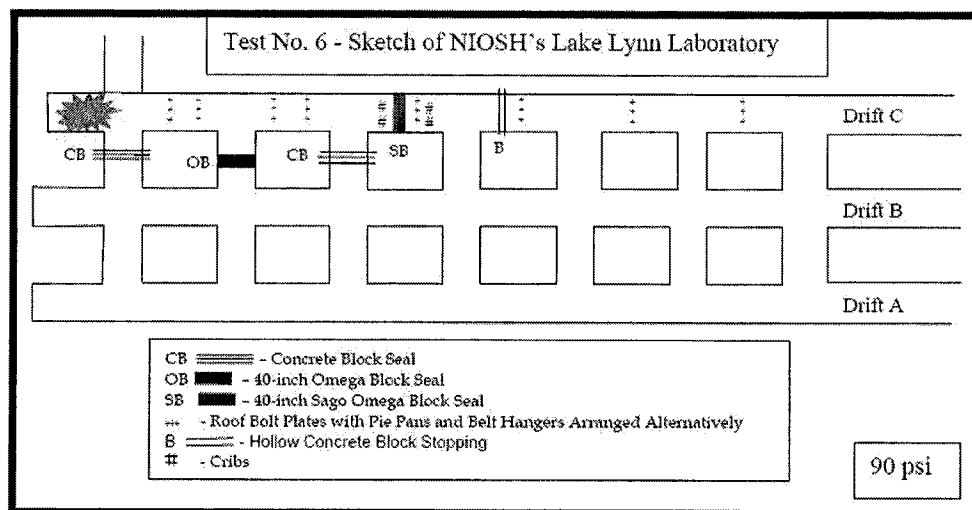 Test No. 6 - Sketch of NIOSH's Lake Lynn Laboratory
Drift C
CB
OB
CB
SB
B
Drift B
Drift A
CB - Concrete Block Seal
OB - 40-inch Omega Block Seal
SB - 40-inch Sago Omega Block Seal
- Roof Bolt Plates with Pie Pans and Belt Hangers Arranged Alternatively
B - Hollow Concrete Block Stopping
- Cribs
90 psi